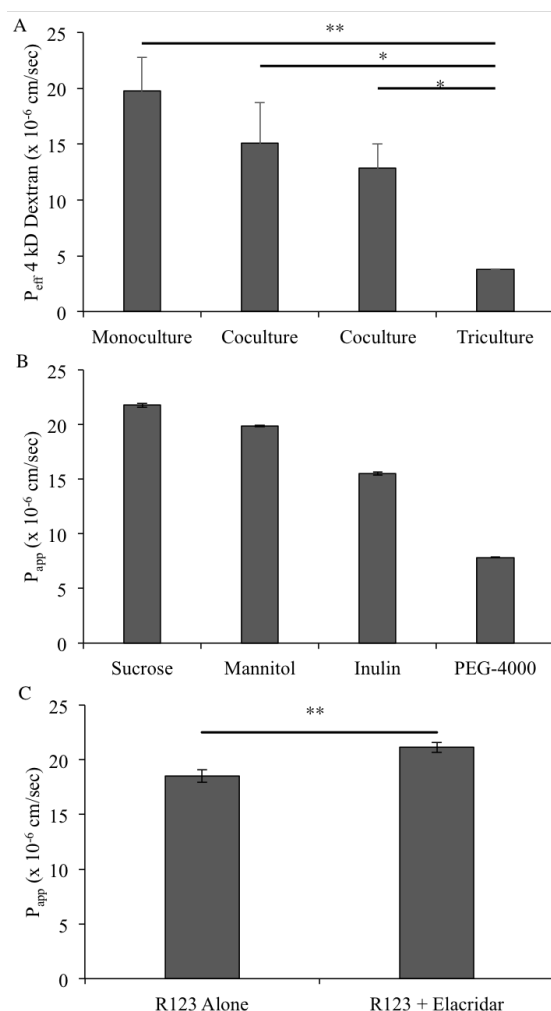 A
**
*
*
25
20
15
10
5
0
Peff 4 kD Dextran (x 10-6 cm/sec)
Monoculture Coculture Coculture Triculture
B
25
20
15
10
5
0
Papp (x 10-6 cm/sec)
Sucrose Mannitol Inulin PEG-4000
C
25
**
20
15
10
5
0
Papp (x 10-6 cm/sec)
R123 Alone R123 + Elacridar